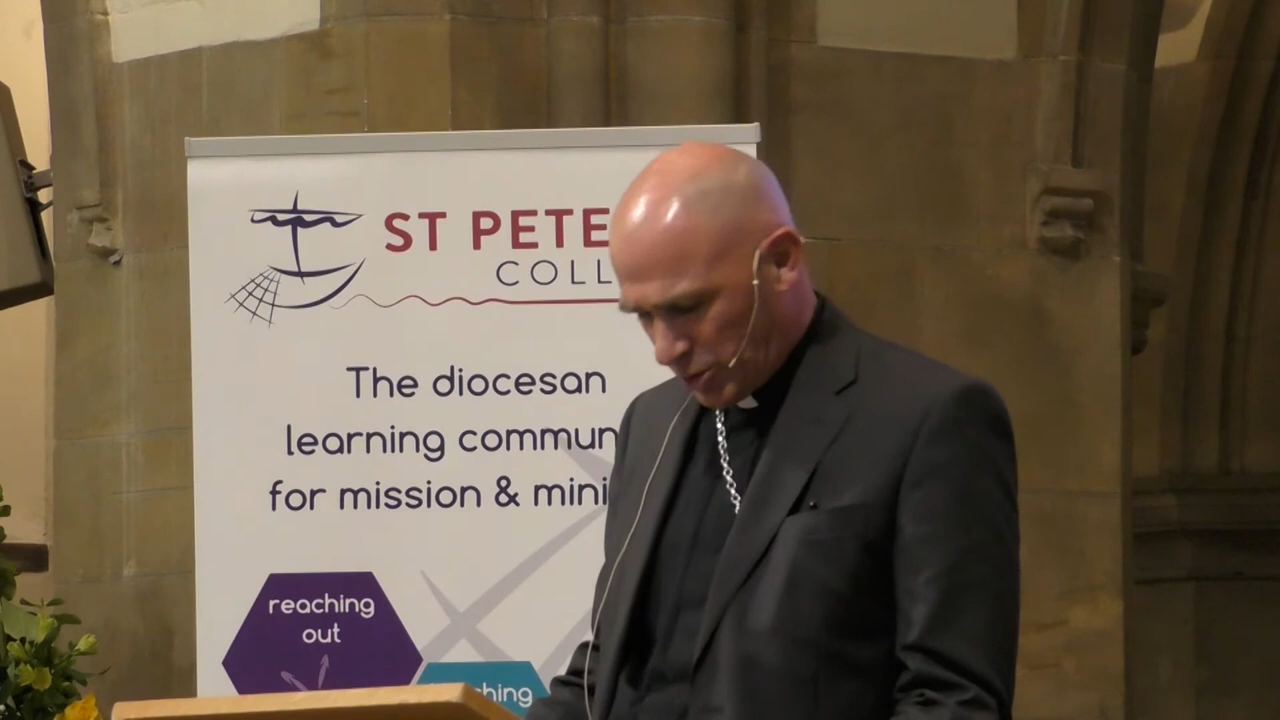 ST PETE
COLL
The diocesan
learning commun
for mission & mini
reaching
out
ching